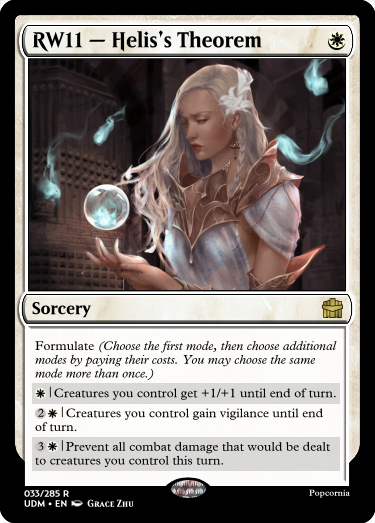 RW11 — Helis's Theorem
Sorcery
Formulate (Choose the first mode, then choose additional
modes by paying their costs. You may choose the same
mode more than once.)
|Creatures you control get +1/+1 until end of turn.
2 |Creatures you control gain vigilance until end
of turn.
3 |Prevent all combat damage that would be dealt
to creatures you control this turn.
033/285 R
Popcornia
UDM • EN Grace Zhu